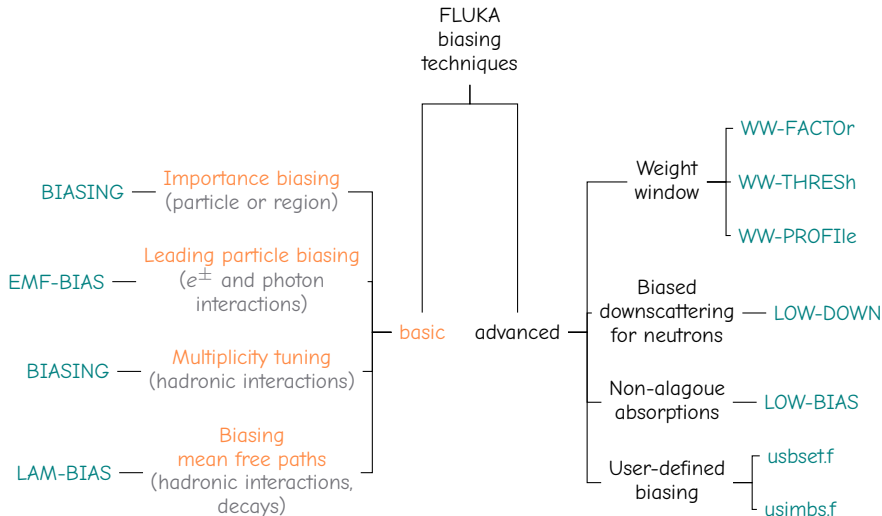 FLUKA
biasing
techniques
basic
BIASING
Importance biasing
(particle or region)
EMF-BIAS
Leading particle biasing
(e± and photon
interactions)
BIASING
Multiplicity tuning
(hadronic interactions)
LAM-BIAS
Biasing
mean free paths
(hadronic interactions,
decays)
advanced
Weight
window
WW-FACTOr
WW-THRESh
WW-PROFIle
Biased
downscattering
for neutrons
LOW-DOWN
Non-alagoue
absorptions
LOW-BIAS
User-defined
biasing
usbset.f
usimbs.f